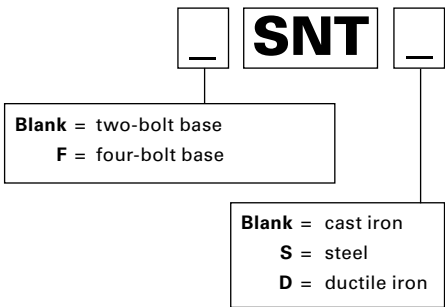 _ SNT _
Blank = two-bolt base
F = four-bolt base
Blank = cast iron
S = steel
D = ductile iron